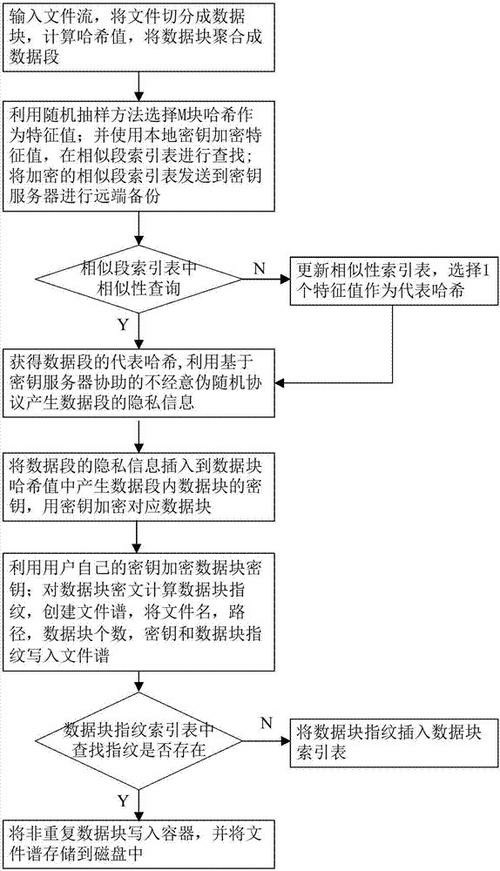 输入文件流，将文件切分成数据
块，计算哈希值，将数据块聚合成
数据段
利用随机抽样方法选择M块哈希作
为特征值；并使用本地密钥加密特
征值，在相似段索引表进行查找;
将加密的相似段索引表发送到密钥
服务器进行远端备份
相似段索引表中
相似性查询
N
更新相似性索引表，选择1
个特征值作为代表哈希
Y
获得数据段的代表哈希,利用基于
密钥服务器协助的不经意伪随机协
议产生数据段的隐私信息
将数据段的隐私信息插入到数据块
哈希值中产生数据段内数据块的密
钥，用密钥加密对应数据块
利用用户自己的密钥加密数据块密
钥；对数据块密文计算数据块指
纹，创建文件谱，将文件名，路
径，数据块个数，密钥和数据块指
纹写入文件谱
数据块指纹索引表中
查找指纹是否存在
N
将数据块指纹插入数据块
索引表
Y
将非重复数据块写入容器，并将文
件谱存储到磁盘中